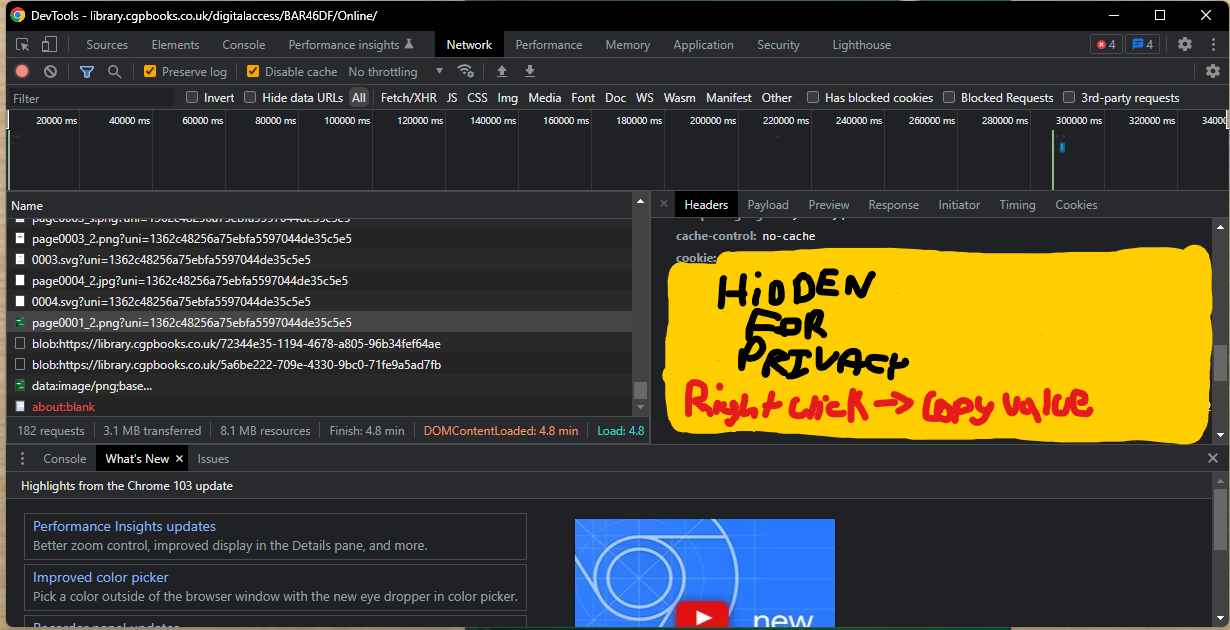 DevTools - library.cgpbooks.co.uk/digitalaccess/BAR46DF/Online/
Sources Elements Console Performance insights Network Performance Memory Application Security Lighthouse 4 4
Preserve log Disable cache No throttling
Filter Invert Hide data URLs All Fetch/XHR JS CSS Img Media Font Doc WS Wasm Manifest Other Has blocked cookies Blocked Requests 3rd-party requests
20000 ms 40000 ms 60000 ms 80000 ms 100000 ms 120000 ms 140000 ms 160000 ms 180000 ms 200000 ms 220000 ms 240000 ms 260000 ms 280000 ms 300000 ms 320000 ms 34000
Name
page0003_2.png?uni=1362c48256a75ebfa5597044de35c5e5
0003.svg?uni=1362c48256a75ebfa5597044de35c5e5
page0004_2.jpg?uni=1362c48256a75ebfa5597044de35c5e5
0004.svg?uni=1362c48256a75ebfa5597044de35c5e5
page0001_2.png?uni=1362c48256a75ebfa5597044de35c5e5
blob:https://library.cgpbooks.co.uk/72344e35-1194-4678-a805-96b34fef64ae
blob:https://library.cgpbooks.co.uk/5a6be222-709e-4330-9bc0-71fe9a5ad7fb
data:image/png;base...
about:blank
182 requests 3.1 MB transferred 8.1 MB resources Finish: 4.8 min DOMContentLoaded: 4.8 min Load: 4.8
Headers Payload Preview Response Initiator Timing Cookies
cache-control: no-cache
cookie:
HiDDEN
FOR
PRIVACY
Right click → Copy value
Console What's New Issues
Highlights from the Chrome 103 update
Performance Insights updates
Better zoom control, improved display in the Details pane, and more.
Improved color picker
Pick a color outside of the browser window with the new eye dropper in color picker.
new